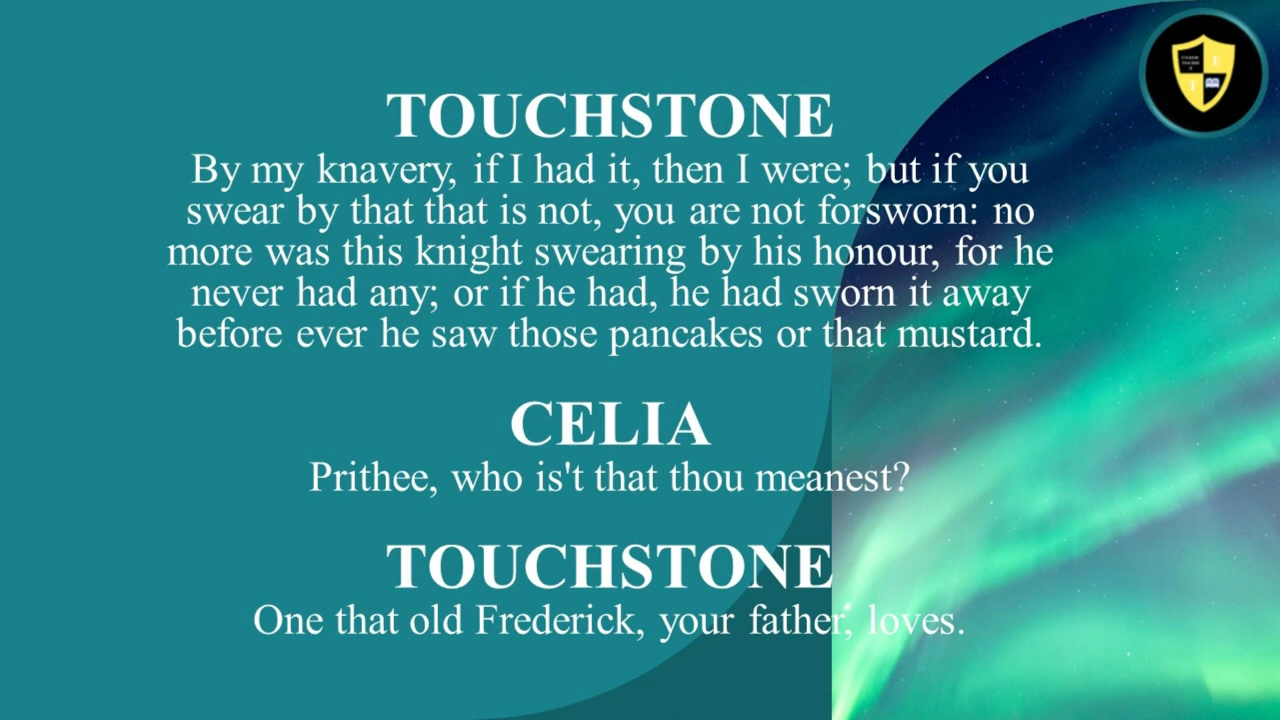 TOUCHSTONE
By my knavery, if I had it, then I were; but if you
swear by that that is not, you are not forsworn: no
more was this knight swearing by his honour, for he
never had any; or if he had, he had sworn it away
before ever he saw those pancakes or that mustard.
CELIA
Prithee, who is't that thou meanest?
TOUCHSTONE
One that old Frederick, your father, loves.
E
T